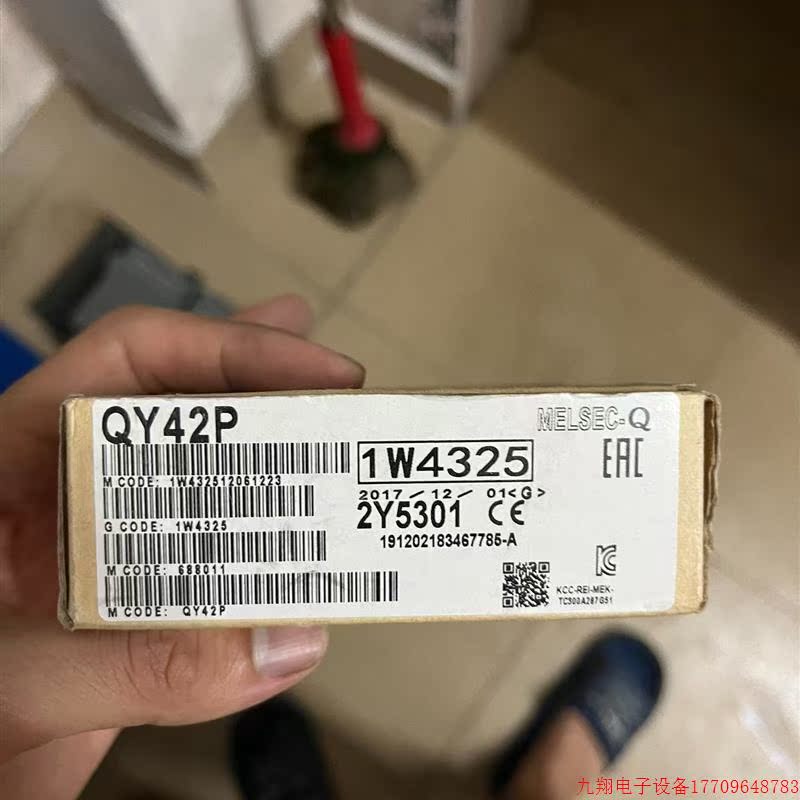 QY42P
MELSEC-Q
1W4325
M CODE: 1W432512061223
2017/12/ 01<G>
G CODE: 1W4325
2Y5301 CE
EAC
191202183467785-A
M CODE: 688011
KCC-REI-MEK-
TC300A287G51
M CODE: QY42P
九翔电子设备17709648783